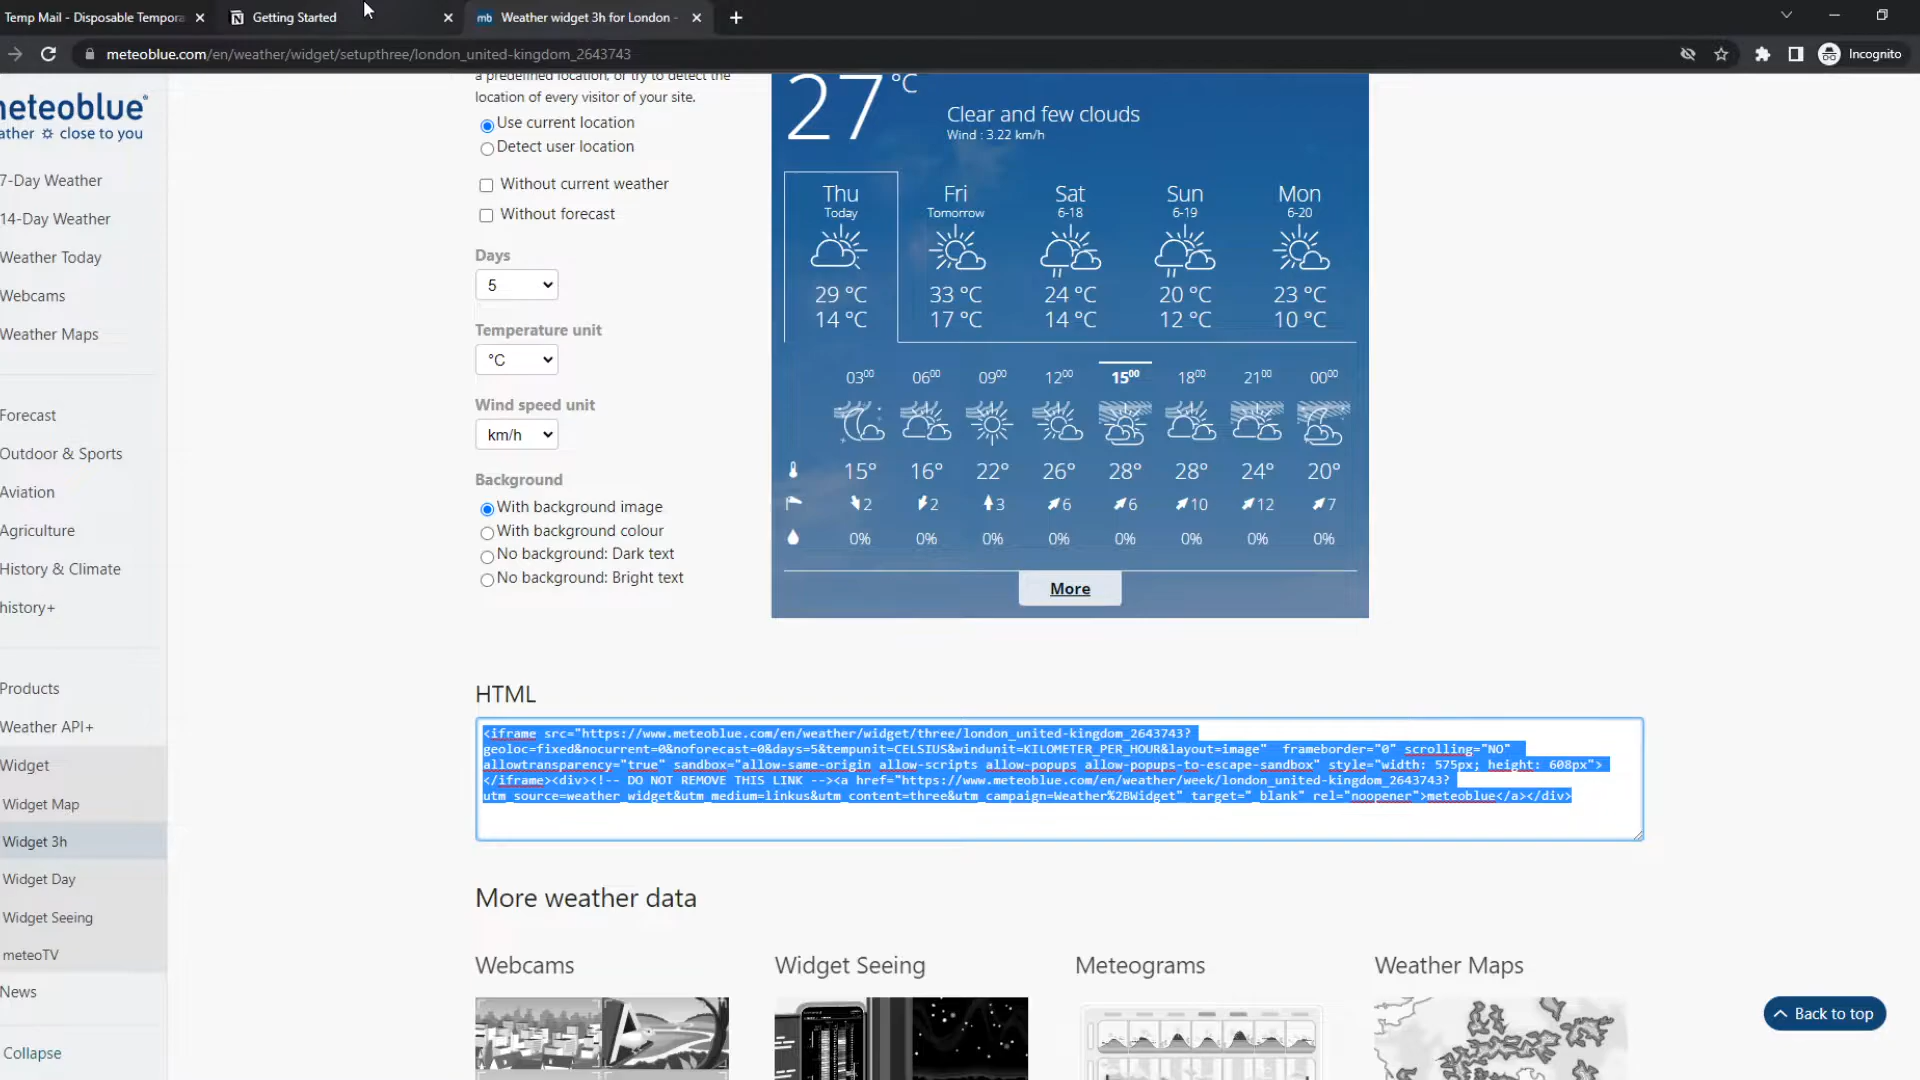 Temp Mail - Disposable Tempora
Getting Started
mb Weather widget 3h for London -
meteoblue.com/en/weather/widget/setupthree/london_united-kingdom_2643743
Incognito
meteoblue
ather close to you
7-Day Weather
14-Day Weather
Weather Today
Webcams
Weather Maps
Forecast
Outdoor & Sports
Aviation
Agriculture
History & Climate
history+
Products
Weather API+
Widget
Widget Map
Widget 3h
Widget Day
Widget Seeing
meteoTV
News
Collapse
a predefined location, or try to detect the
location of every visitor of your site.
Use current location
Detect user location
Without current weather
Without forecast
Days
5
Temperature unit
°C
Wind speed unit
km/h
Background
With background image
With background colour
No background: Dark text
No background: Bright text
27 °C
Clear and few clouds
Wind : 3.22 km/h
Thu Fri Sat Sun Mon
Today Tomorrow 6-18 6-19 6-20
29 °C 33 °C 24 °C 20 °C 23 °C
14 °C 17 °C 14 °C 12 °C 10 °C
03⁰⁰ 06⁰⁰ 09⁰⁰ 12⁰⁰ 15⁰⁰ 18⁰⁰ 21⁰⁰ 00⁰⁰
15° 16° 22° 26° 28° 28° 24° 20°
2 2 3 6 6 10 12 7
0% 0% 0% 0% 0% 0% 0% 0%
More
HTML
<iframe src="https://www.meteoblue.com/en/weather/widget/three/london_united-kingdom_2643743?
geoloc=fixed&nocurrent=0&noforecast=0&days=5&tempunit=CELSIUS&windunit=KILOMETER_PER_HOUR&layout=image" frameborder="0" scrolling="NO"
allowtransparency="true" sandbox="allow-same-origin allow-scripts allow-popups allow-popups-to-escape-sandbox" style="width: 575px; height: 608px">
</iframe><div><!-- DO NOT REMOVE THIS LINK --><a href="https://www.meteoblue.com/en/weather/week/london_united-kingdom_2643743?
utm_source=weather_widget&utm_medium=linkus&utm_content=three&utm_campaign=Weather%2BWidget" target="_blank" rel="noopener">meteoblue</a></div>
More weather data
Webcams
Widget Seeing
Meteograms
Weather Maps
Back to top